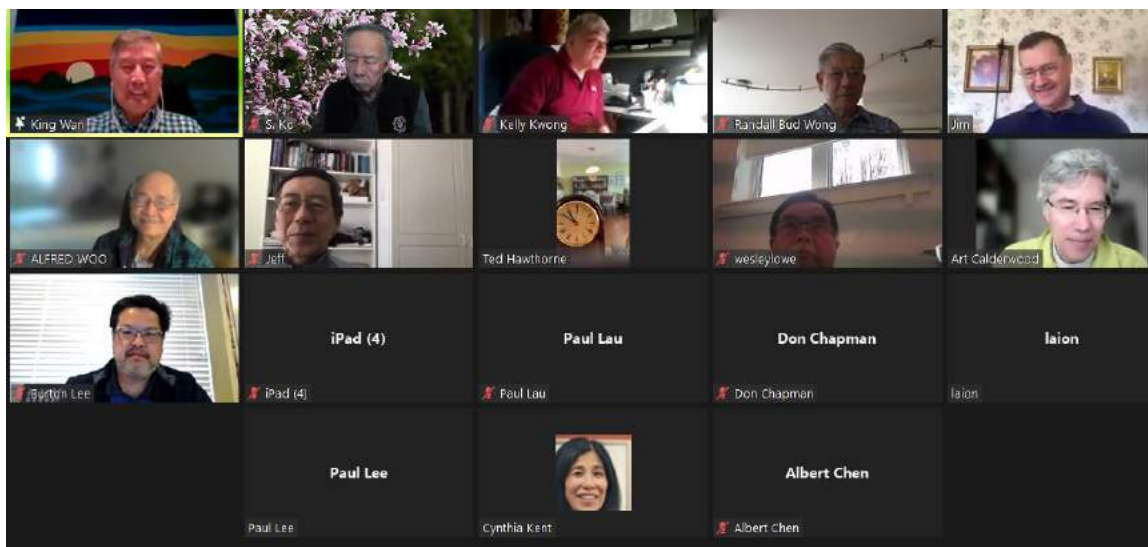 King Wan
S. Ko
Kelly Kwong
Randall Bud Wong
Jim
ALFRED WOO
Jeff
Ted Hawthorne
wesleylowe
Art Calderwood
Burton Lee
iPad (4)
iPad (4)
Paul Lau
Paul Lau
Don Chapman
Don Chapman
laion
laion
Paul Lee
Paul Lee
Cynthia Kent
Albert Chen
Albert Chen